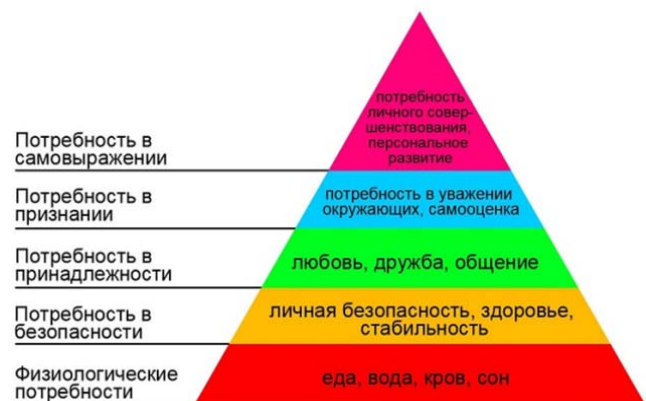 потребность
личного совер-
шенствования,
персональное
развитие
Потребность в
самовыражении
потребность в уважении
окружающих, самооценка
Потребность в
признании
любовь, дружба, общение
Потребность в
принадлежности
личная безопасность, здоровье,
стабильность
Потребность в
безопасности
еда, вода, кров, сон
Физиологические
потребности